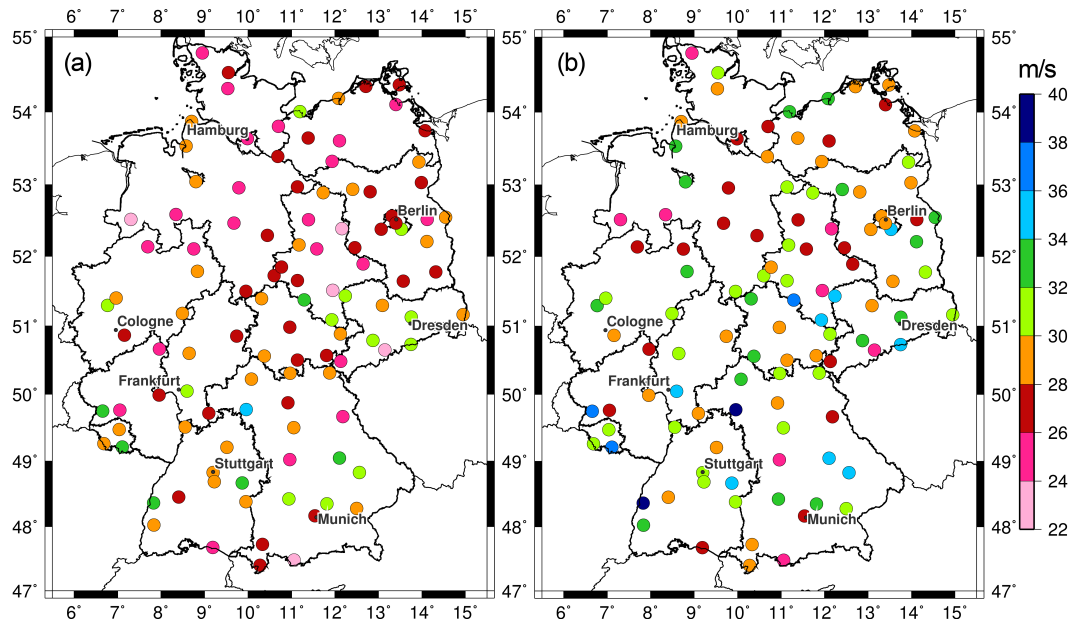 6° 7° 8° 9° 10° 11° 12° 13° 14° 15° 6° 7° 8° 9° 10° 11° 12° 13° 14° 15°
55° 55°
(a) (b) m/s
40
54° Hamburg Hamburg 54°
38
53° 53°
36
Berlin Berlin
34
52° 52°
32
51° Cologne Dresden Cologne Dresden 51°
30
Frankfürt Frankfürt
50° 50°
28
49° Stuttgart Stuttgart 49°
26
24
48° Munich Munich 48°
22
47° 47°
6° 7° 8° 9° 10° 11° 12° 13° 14° 15° 6° 7° 8° 9° 10° 11° 12° 13° 14° 15°